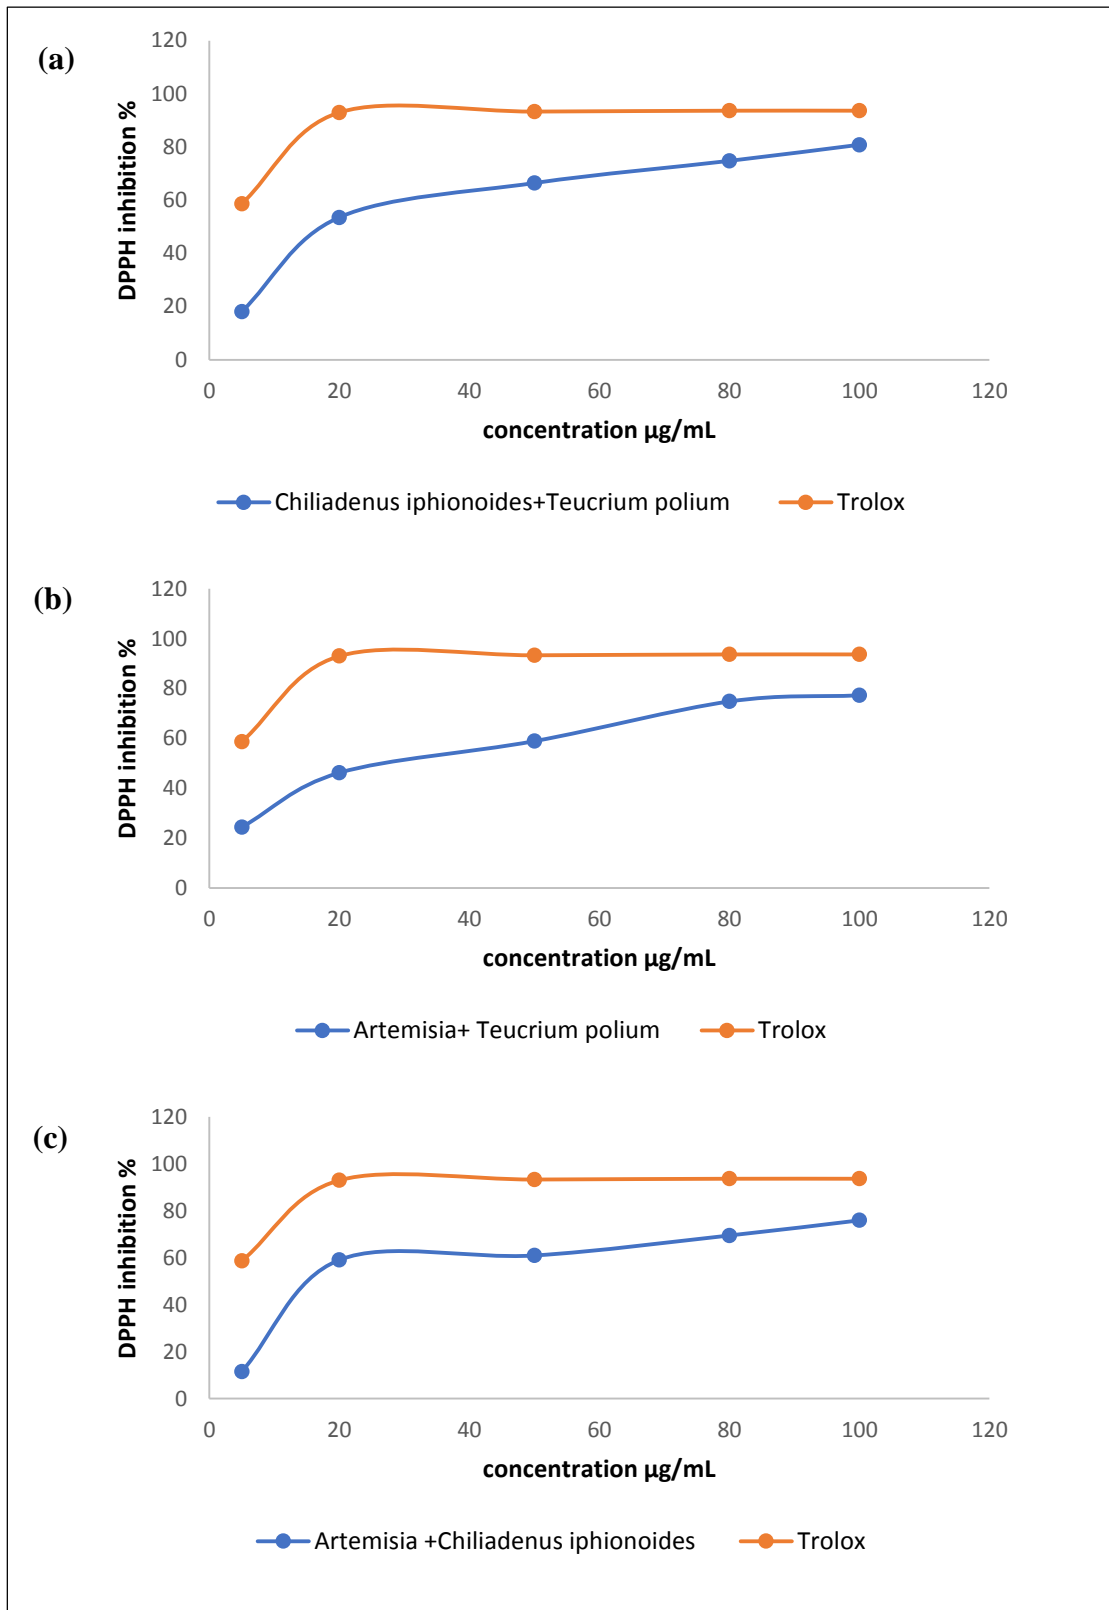 (a)
120
100
80
60
40
20
0
DPPH inhibition %
0 20 40 60 80 100 120
concentration µg/mL
Chiliadenus iphionoides+Teucrium polium Trolox
(b)
120
100
80
60
40
20
0
DPPH inhibition %
0 20 40 60 80 100 120
concentration µg/mL
Artemisia+ Teucrium polium Trolox
(c)
120
100
80
60
40
20
0
DPPH inhibition %
0 20 40 60 80 100 120
concentration µg/mL
Artemisia +Chiliadenus iphionoides Trolox